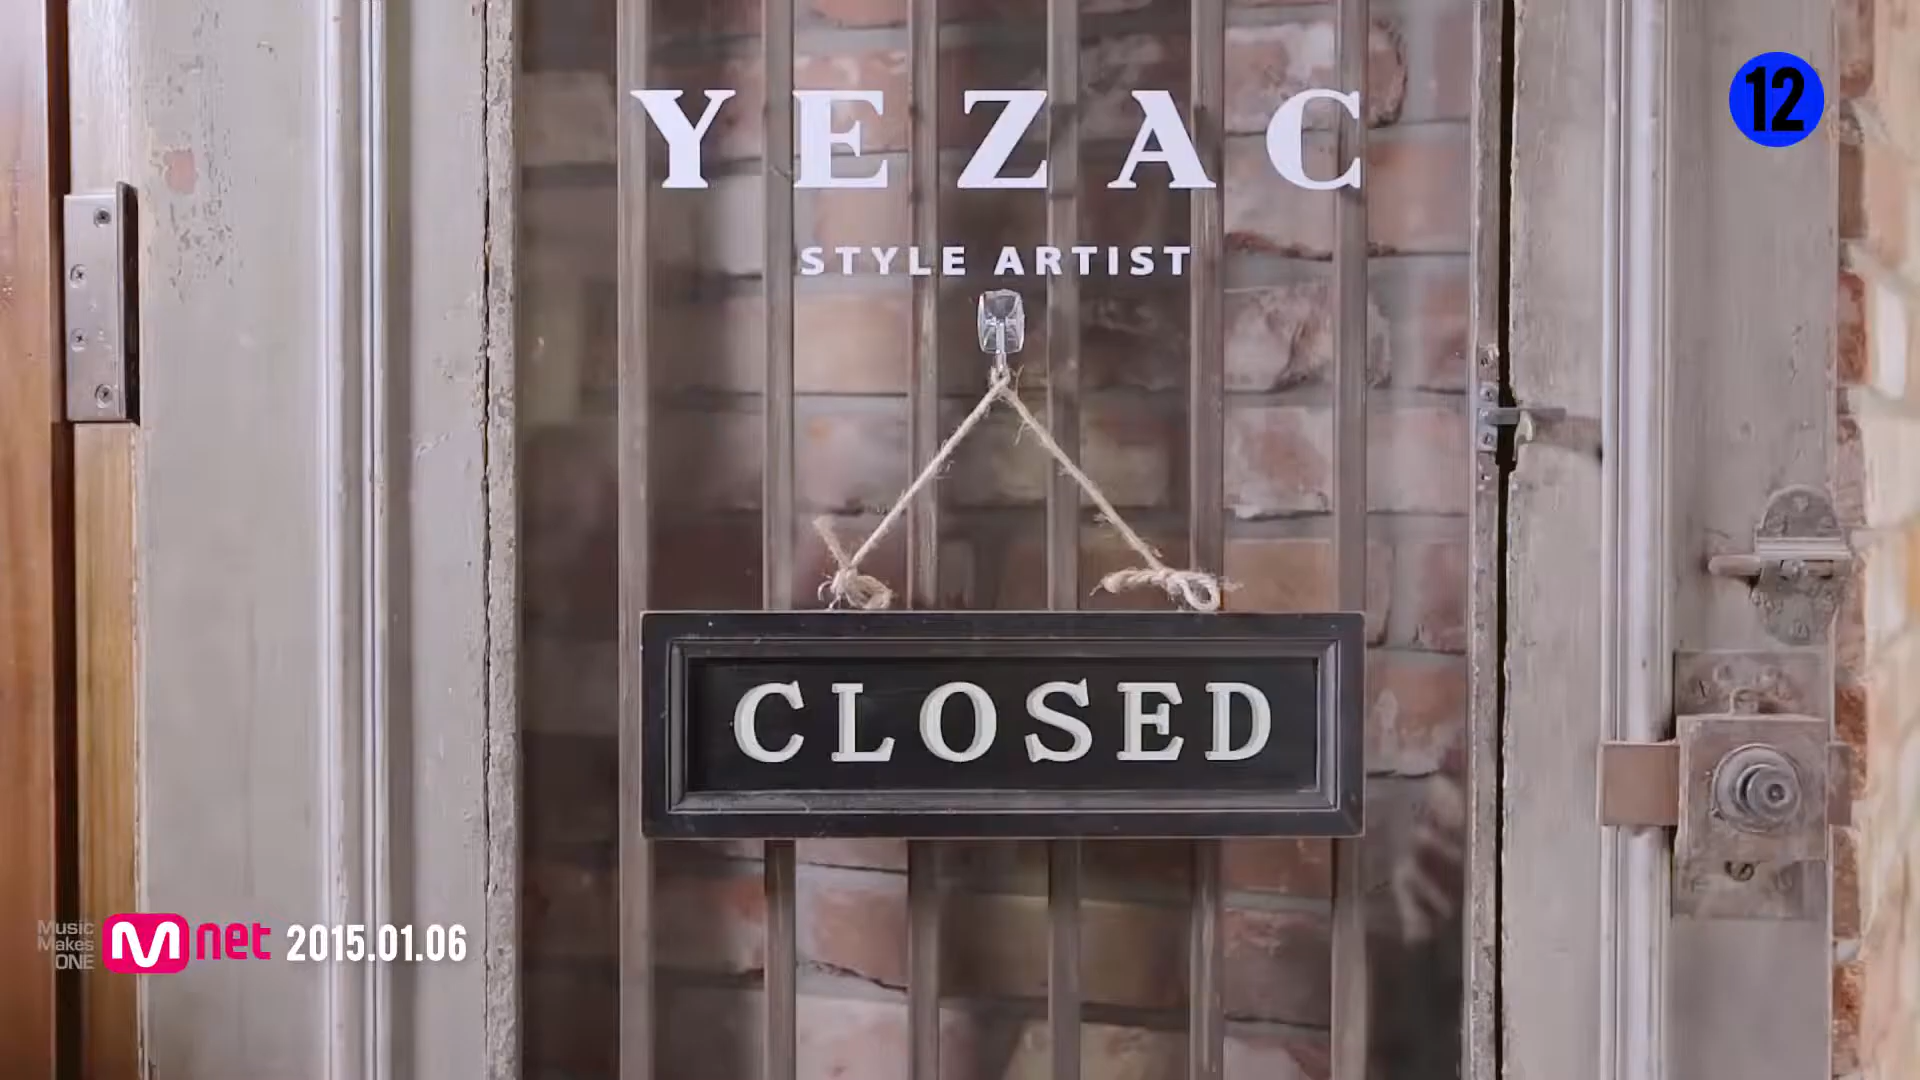 12
YEZAC
STYLE ARTIST
CLOSED
Music
Makes
ONE
Mnet 2015.01.06